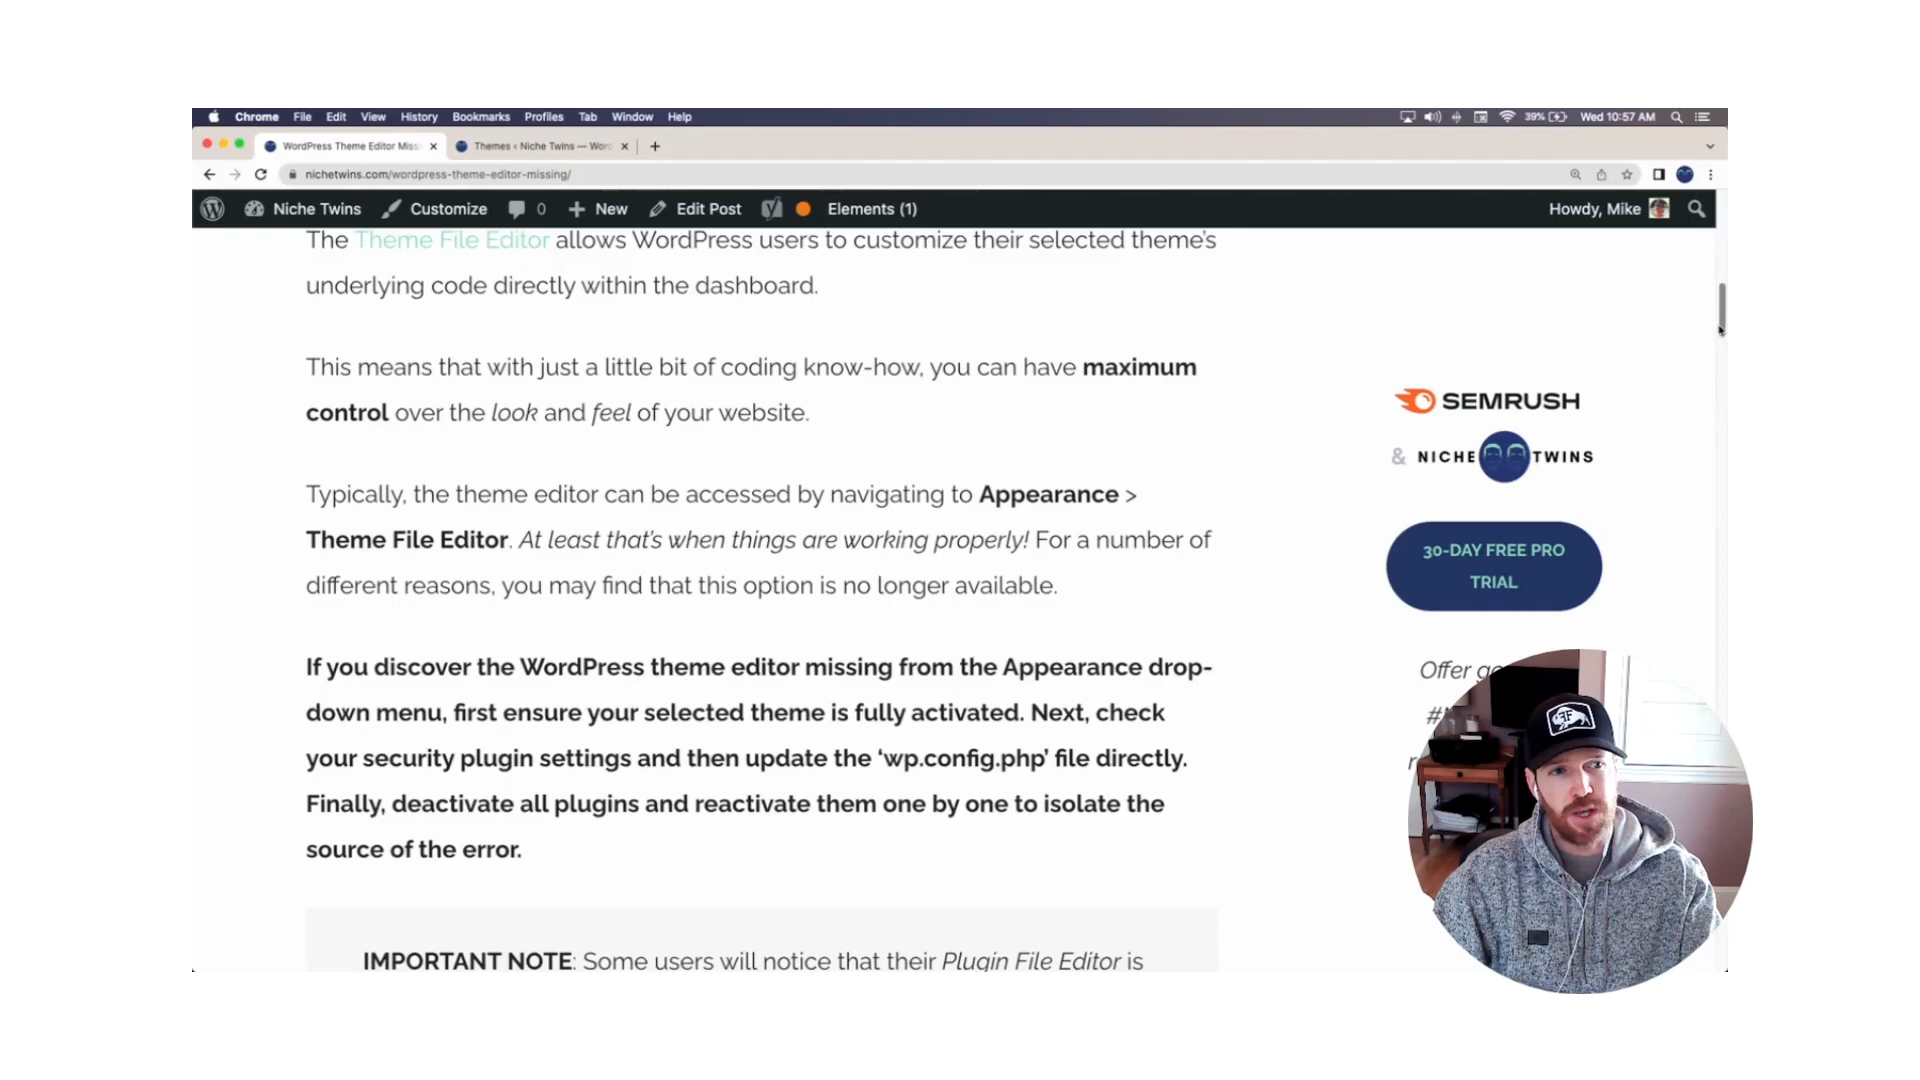 Chrome File Edit View History Bookmarks Profiles Tab Window Help
39% Wed 10:57 AM
WordPress Theme Editor Miss
Themes ‹ Niche Twins — Word
nichetwins.com/wordpress-theme-editor-missing/
Niche Twins Customize 0 New Edit Post Elements (1)
Howdy, Mike
The Theme File Editor allows WordPress users to customize their selected theme's
underlying code directly within the dashboard.
This means that with just a little bit of coding know-how, you can have maximum
control over the look and feel of your website.
Typically, the theme editor can be accessed by navigating to Appearance >
Theme File Editor. At least that's when things are working properly! For a number of
different reasons, you may find that this option is no longer available.
If you discover the WordPress theme editor missing from the Appearance drop-
down menu, first ensure your selected theme is fully activated. Next, check
your security plugin settings and then update the ‘wp.config.php’ file directly.
Finally, deactivate all plugins and reactivate them one by one to isolate the
source of the error.
IMPORTANT NOTE: Some users will notice that their Plugin File Editor is
SEMRUSH
& NICHE TWINS
30-DAY FREE PRO
TRIAL
Offer
#